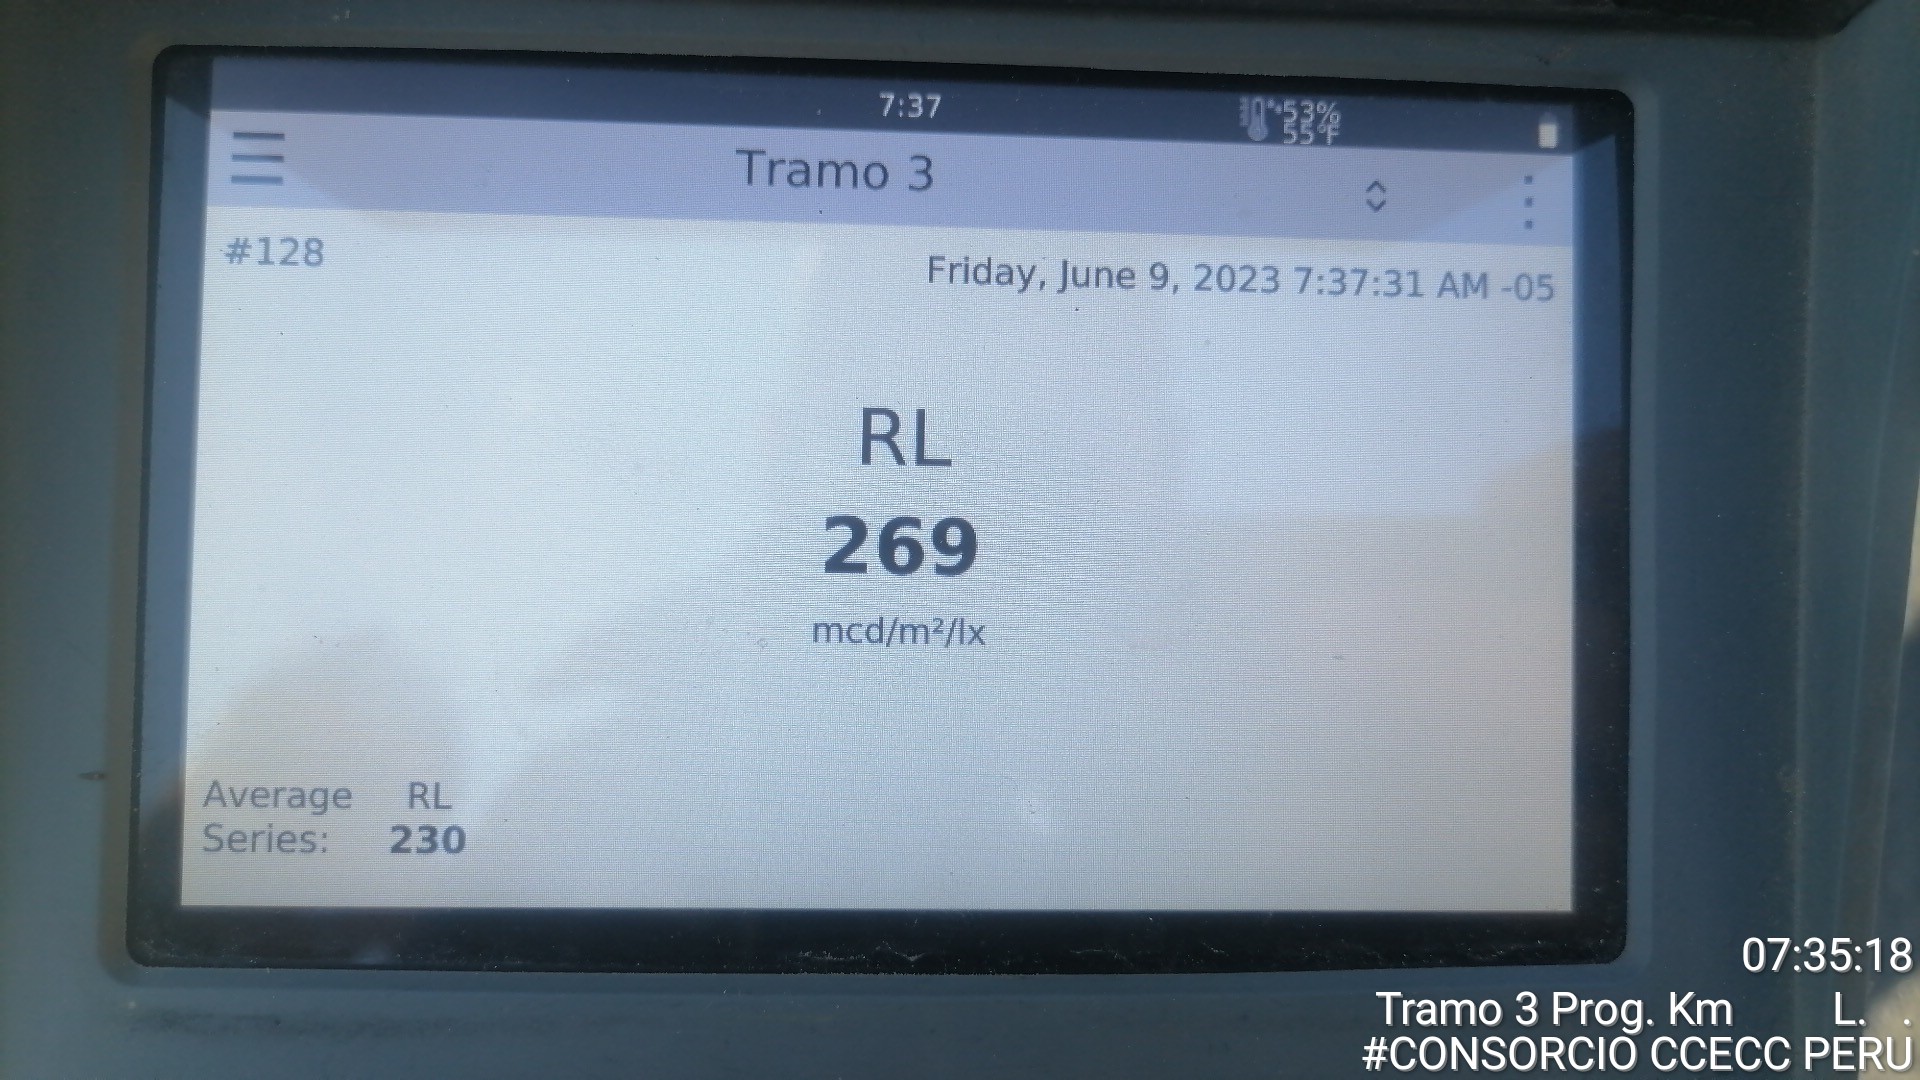 7:37
53%
55°F
Tramo 3
#128
Friday, June 9, 2023 7:37:31 AM -05
RL
269
mcd/m²/lx
Average RL
Series: 230
07:35:18
Tramo 3 Prog. Km L. .
#CONSORCIO CCECC PERU